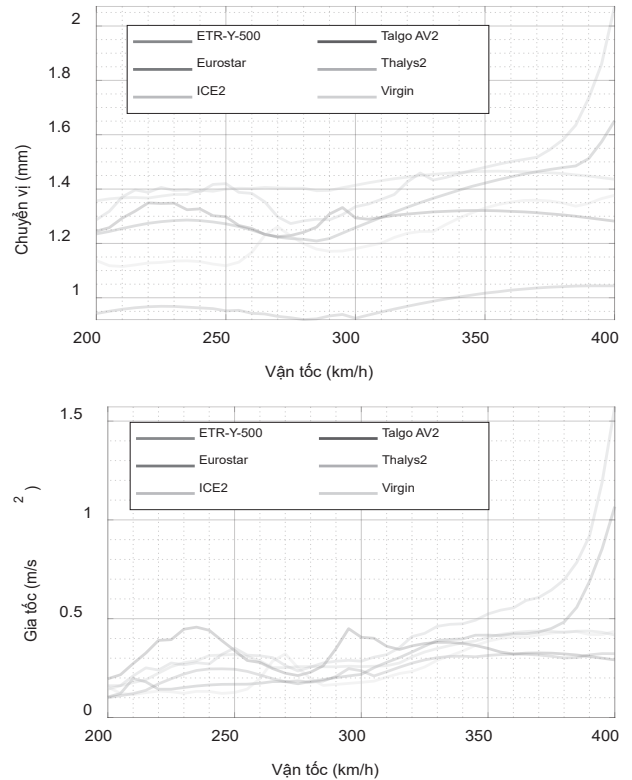 2
1.8
1.6
1.4
1.2
1
ETR-Y-500
Talgo AV2
Eurostar
Thalys2
ICE2
Virgin
Chuyển vị (mm)
200
250
300
350
400
Vận tốc (km/h)
1.5
1
0.5
0
ETR-Y-500
Talgo AV2
Eurostar
Thalys2
ICE2
Virgin
Gia tốc (m/s2)
200
250
300
350
400
Vận tốc (km/h)